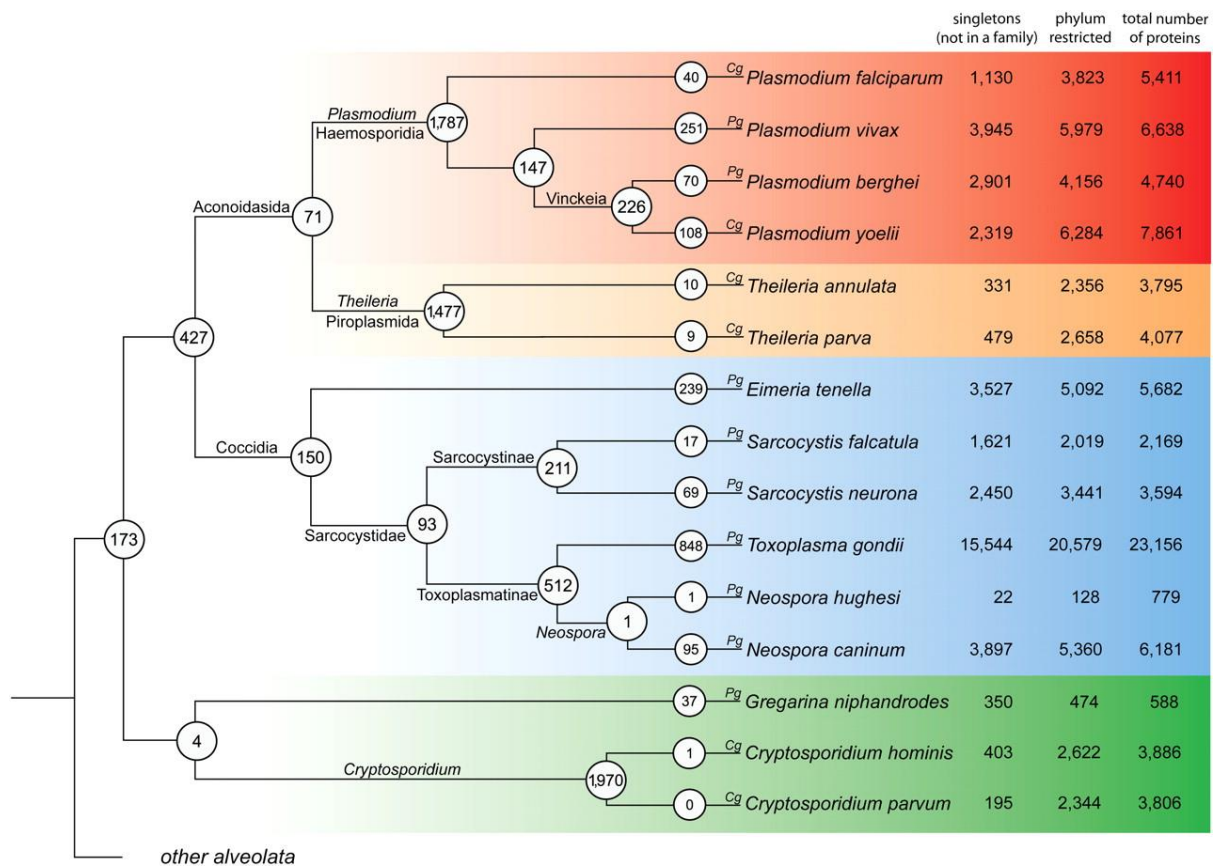 singletons phylum total number
(not in a family) restricted of proteins
40 Cg Plasmodium falciparum 1,130 3,823 5,411
Plasmodium
Haemosporidia
1,787
251 Pg Plasmodium vivax 3,945 5,979 6,638
147
70 Pg Plasmodium berghei 2,901 4,156 4,740
Vinckeia
226
Aconoidasida
71
108 Cg Plasmodium yoelii 2,319 6,284 7,861
10 Cg Theileria annulata 331 2,356 3,795
Theileria
Piroplasmida
1,477
427
9 Cg Theileria parva 479 2,658 4,077
239 Pg Eimeria tenella 3,527 5,092 5,682
17 Pg Sarcocystis falcatula 1,621 2,019 2,169
Coccidia
150
Sarcocystinae
211
69 Pg Sarcocystis neurona 2,450 3,441 3,594
Sarcocystidae
93
173
848 Pg Toxoplasma gondii 15,544 20,579 23,156
Toxoplasmatinae
512
1 Pg Neospora hughesi 22 128 779
Neospora
1
95 Pg Neospora caninum 3,897 5,360 6,181
37 Pg Gregarina niphandrodes 350 474 588
4
1 Cg Cryptosporidium hominis 403 2,622 3,886
Cryptosporidium
1,970
0 Cg Cryptosporidium parvum 195 2,344 3,806
other alveolata